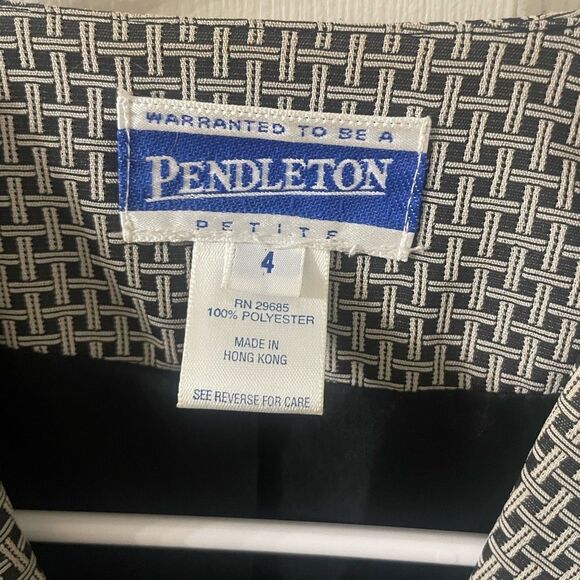 WARRANTED TO BE A
PENDLETON
PETITE
4
RN 29685
100% POLYESTER
MADE IN
HONG KONG
SEE REVERSE FOR CARE